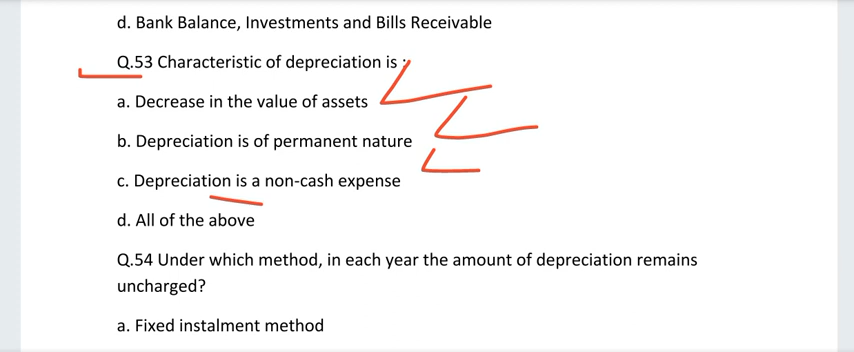 d. Bank Balance, Investments and Bills Receivable
Q.53 Characteristic of depreciation is :
a. Decrease in the value of assets
b. Depreciation is of permanent nature
c. Depreciation is a non-cash expense
d. All of the above
Q.54 Under which method, in each year the amount of depreciation remains
uncharged?
a. Fixed instalment method